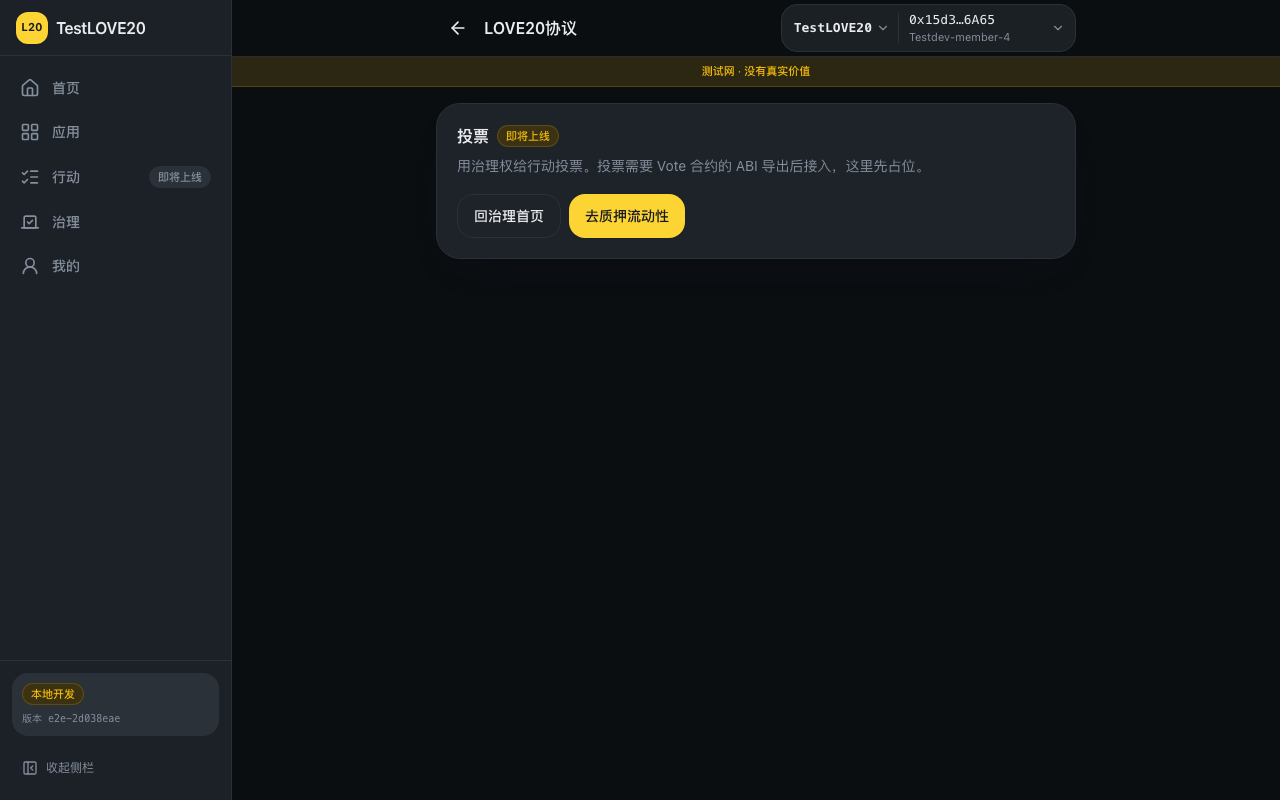 L20 TestLOVE20
首页
应用
行动 即将上线
治理
我的
本地开发
版本 e2e-2d038eae
收起侧栏
LOVE20协议
TestLOVE20
0x15d3…6A65
Testdev-member-4
测试网 · 没有真实价值
投票 即将上线
用治理权给行动投票。投票需要 Vote 合约的 ABI 导出后接入，这里先占位。
回治理首页 去质押流动性